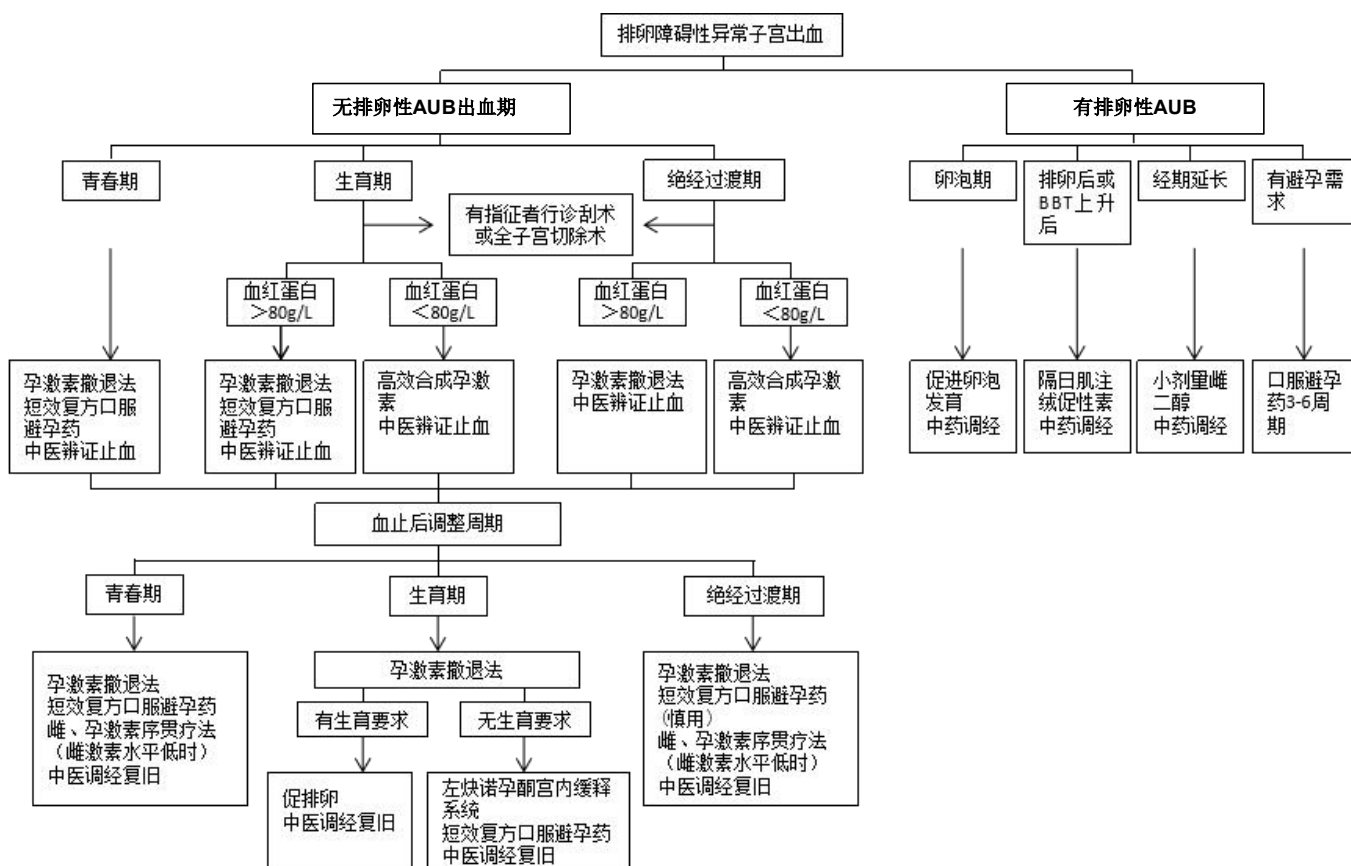 排卵障碍性异常子宫出血
无排卵性AUB出血期
有排卵性AUB
青春期
生育期
绝经过渡期
卵泡期
排卵后或
BBT上升
后
经期延长
有避孕需
求
有指征者行诊刮术
或全子宫切除术
血红蛋白
＞80g/L
血红蛋白
＜80g/L
血红蛋白
＞80g/L
血红蛋白
＜80g/L
孕激素撤退法
短效复方口服
避孕药
中医辨证止血
孕激素撤退法
短效复方口服
避孕药
中医辨证止血
高效合成孕激
素
中医辨证止血
孕激素撤退法
中医辨证止血
高效合成孕激
素
中医辨证止血
促进卵泡
发育
中药调经
隔日肌注
绒促性素
中药调经
小剂量雌
二醇
中药调经
口服避孕
药3-6周
期
血止后调整周期
青春期
生育期
绝经过渡期
孕激素撤退法
短效复方口服避孕药
雌、孕激素序贯疗法
（雌激素水平低时）
中医调经复旧
孕激素撤退法
有生育要求
无生育要求
促排卵
中医调经复旧
左炔诺孕酮宫内缓释
系统
短效复方口服避孕药
中医调经复旧
孕激素撤退法
短效复方口服避孕药
(慎用)
雌、孕激素序贯疗法
（雌激素水平低时）
中医调经复旧